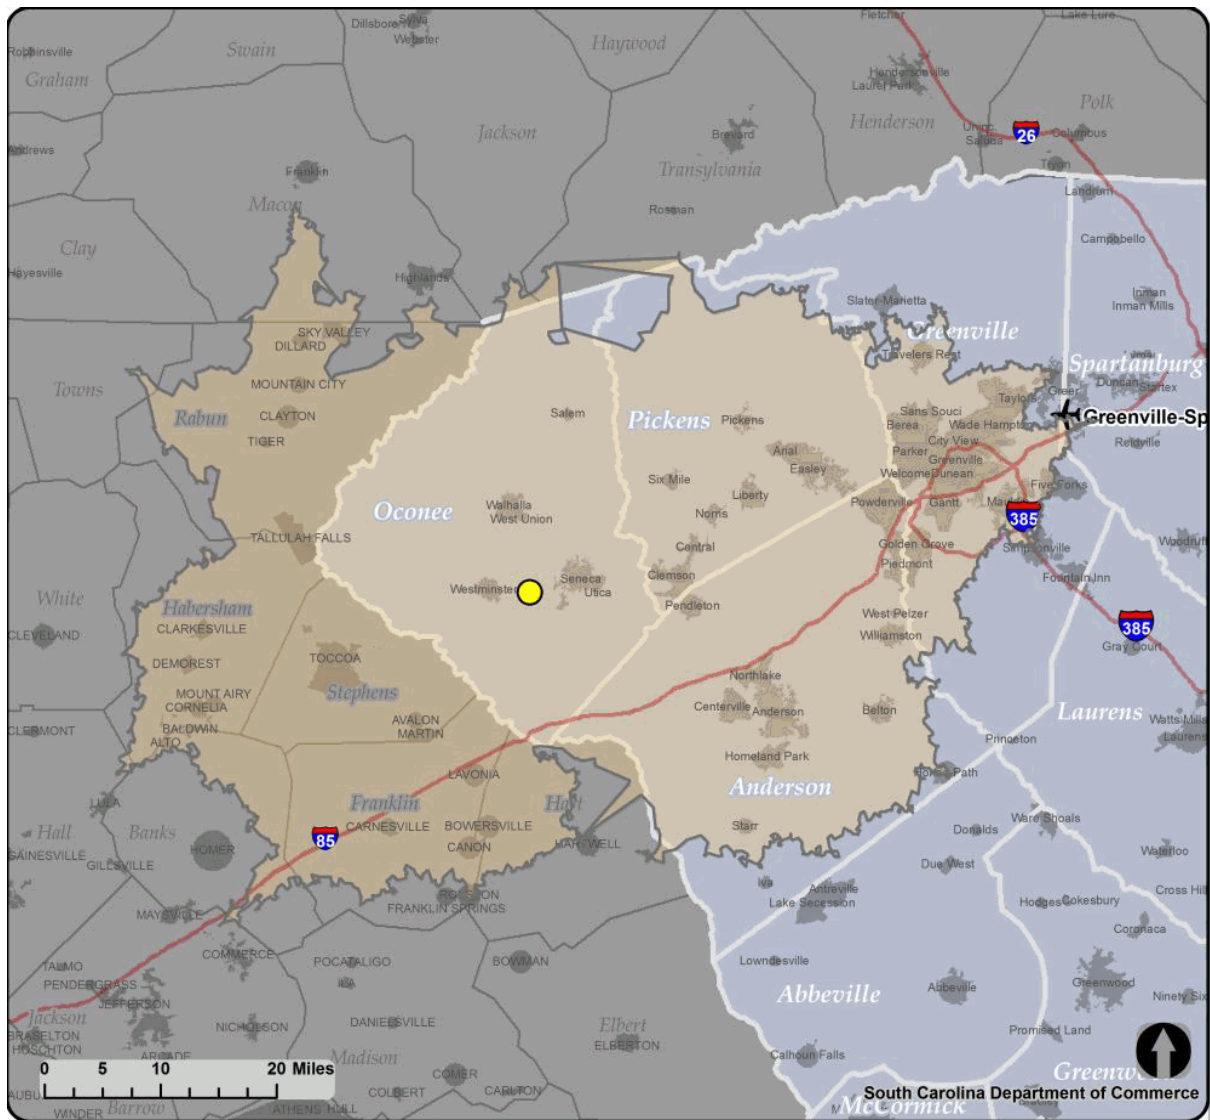 Fletcher
Lake Lure
Dillsboro
Sylva
Webster
Robbinsville
Swain
Haywood
Graham
Hendersonville
Laurel Park
Polk
Henderson
Jackson
Brevard
26
Columbus
Saluda
Andrews
Tryon
Franklin
Transylvania
Landrum
Macon
Rosman
Clay
Campobello
Hayesville
Highlands
Slater-Marietta
Inman
Inman Mills
SKY VALLEY
DILLARD
Greenville
Travelers Rest
Spartanburg
Towns
MOUNTAIN CITY
Greer
Duncan
Startex
Taylors
Rabun
CLAYTON
Salem
Pickens
Pickens
Sans Souci
Berea
Wade Hampton
Greenville-Sp
TIGER
City View
Reidville
Arial
Parker
Greenville
Easley
Six Mile
Welcome
Dunean
Five Forks
Liberty
Walhalla
West Union
Oconee
Norris
Powderville
Gantt
385
TALLULAH FALLS
Central
Golden Grove
Simpsonville
Woodruff
Piedmont
Seneca
Clemson
Fountain Inn
Westminster
Utica
White
Habersham
Pendleton
West Pelzer
CLARKESVILLE
Williamston
385
CLEVELAND
Gray Court
DEMOREST
TOCCOA
Northlake
Stephens
MOUNT AIRY
CORNELIA
Centerville
Anderson
Belton
Laurens
AVALON
MARTIN
Watts Mills
CLERMONT
BALDWIN
ALTO
Princeton
Laurens
Homeland Park
LAVONIA
Anderson
LULA
Franklin
Hart
Hall
Banks
CARNESVILLE
BOWERSVILLE
Starr
Ware Shoals
85
Donalds
HARTWELL
CANON
HOMER
Waterloo
GAINESVILLE
GILLSVILLE
Due West
Iva
Antreville
Cross Hill
Lake Secession
ROYSTON
FRANKLIN SPRINGS
Hodges
Cokesbury
MAYSVILLE
Coronaca
COMMERCE
POCATALIGO
BOWMAN
Lowndesville
TALMO
PENDERGRASS
ILA
Abbeville
Greenwood
Abbeville
JEFFERSON
Ninety Six
Jackson
NICHOLSON
DANIELSVILLE
Elbert
Promised Land
BRASELTON
HOSCHTON
ELBERTON
ARCADE
Madison
Calhoun Falls
0 5 10 20 Miles
COMER
Greenwood
COLBERT
CARLTON
South Carolina Department of Commerce
WINDER
Barrow
ATHENS
HULL
McCormick